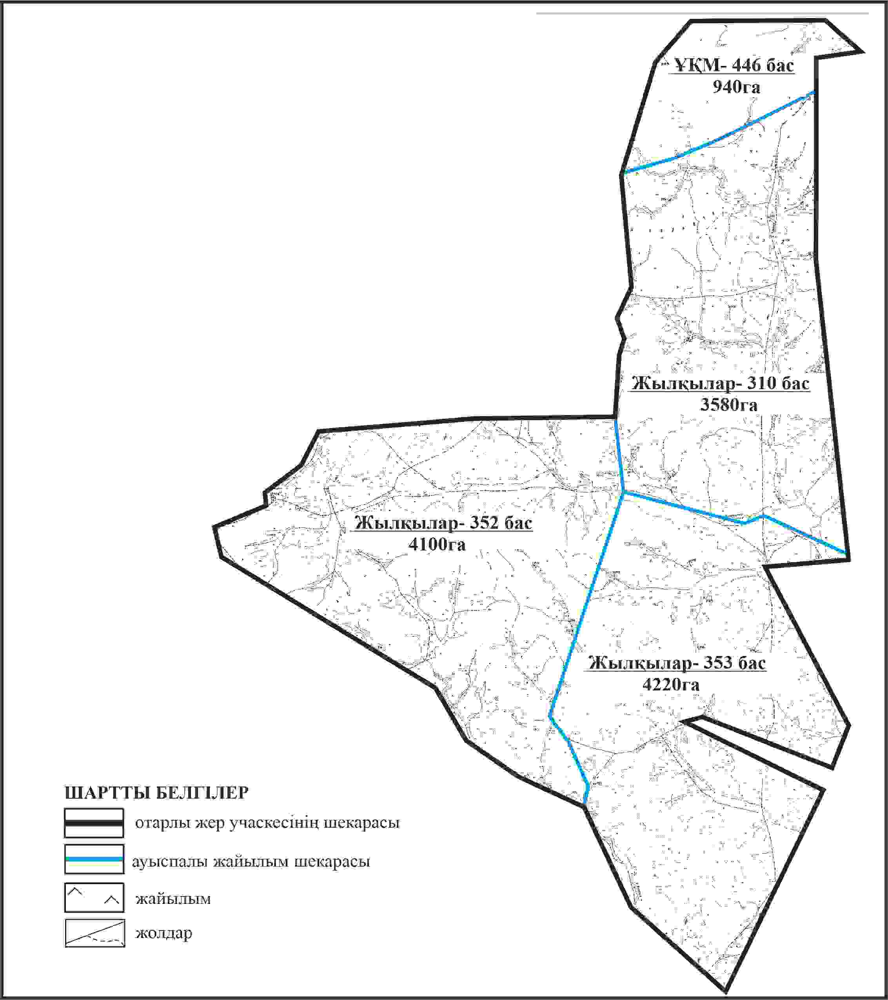 ҰҚМ- 446 бас
940га
Жылқылар- 310 бас
3580га
Жылқылар- 352 бас
4100га
Жылқылар- 353 бас
4220га
ШАРТТЫ БЕЛГІЛЕР
отарлы жер учаскесінің шекарасы
ауыспалы жайылым шекарасы
жайылым
жолдар